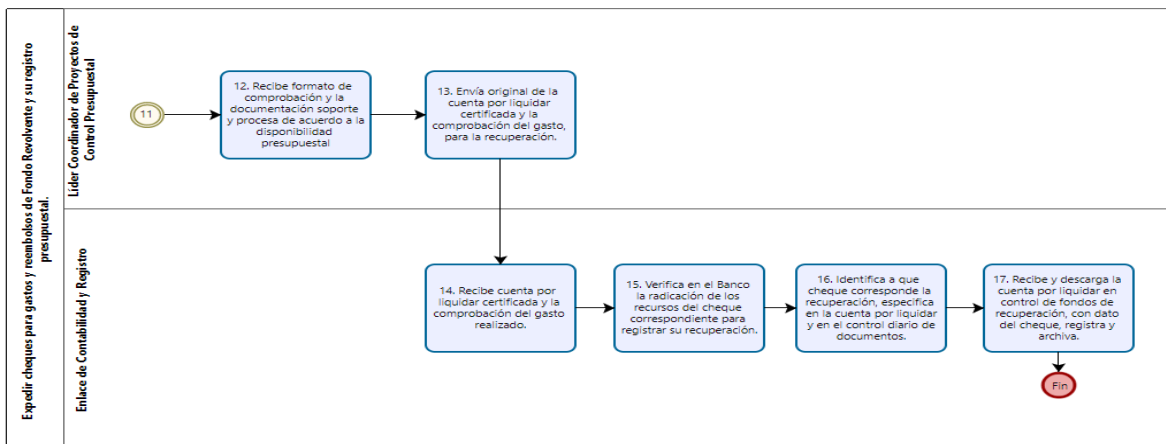 Expedir cheques para gastos y reembolsos de Fondo Revolvente y su registro
presupuestal.
Líder Coordinador de Proyectos de
Control Presupuestal
11
12. Recibe formato de
comprobación y la
documentación soporte
y procesa de acuerdo a la
disponibilidad
presupuestal
13. Envía original de la
cuenta por liquidar
certificada y la
comprobación del gasto,
para la recuperación.
Enlace de Contabilidad y Registro
14. Recibe cuenta por
liquidar certificada y la
comprobación del gasto
realizado.
15. Verifica en el Banco
la radicación de los
recursos del cheque
correspondiente para
registrar su recuperación.
16. Identifica a que
cheque corresponde la
recuperación, especifica
en la cuenta por liquidar
y en el control diario de
documentos.
17. Recibe y descarga la
cuenta por liquidar en
control de fondos de
recuperación, con dato
del cheque, registra y
archiva.
Fin